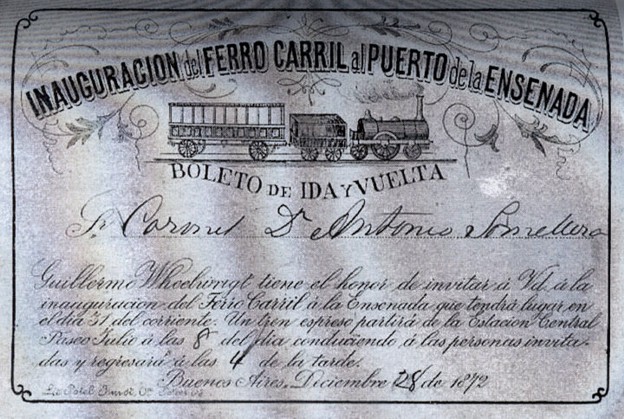 INAUGURACION del FERRO CARRIL al PUERTO de la ENSENADA
BOLETO DE IDA Y VUELTA
Sr Coronel Dn Antonio Somellera
Guillermo Wheelwrigt tiene el honor de invitar á Vd. á la
inauguracion del Ferro Carril á la Ensenada que tendrá lugar en
el dia 31 del corriente. Un tren espreso partirá de la Estacion Central
Paseo Julio á las 8 del dia conduciendo á las personas invita-
das y regresará á las 4 de la tarde.
Buenos Aires, Diciembre 28 de 1872